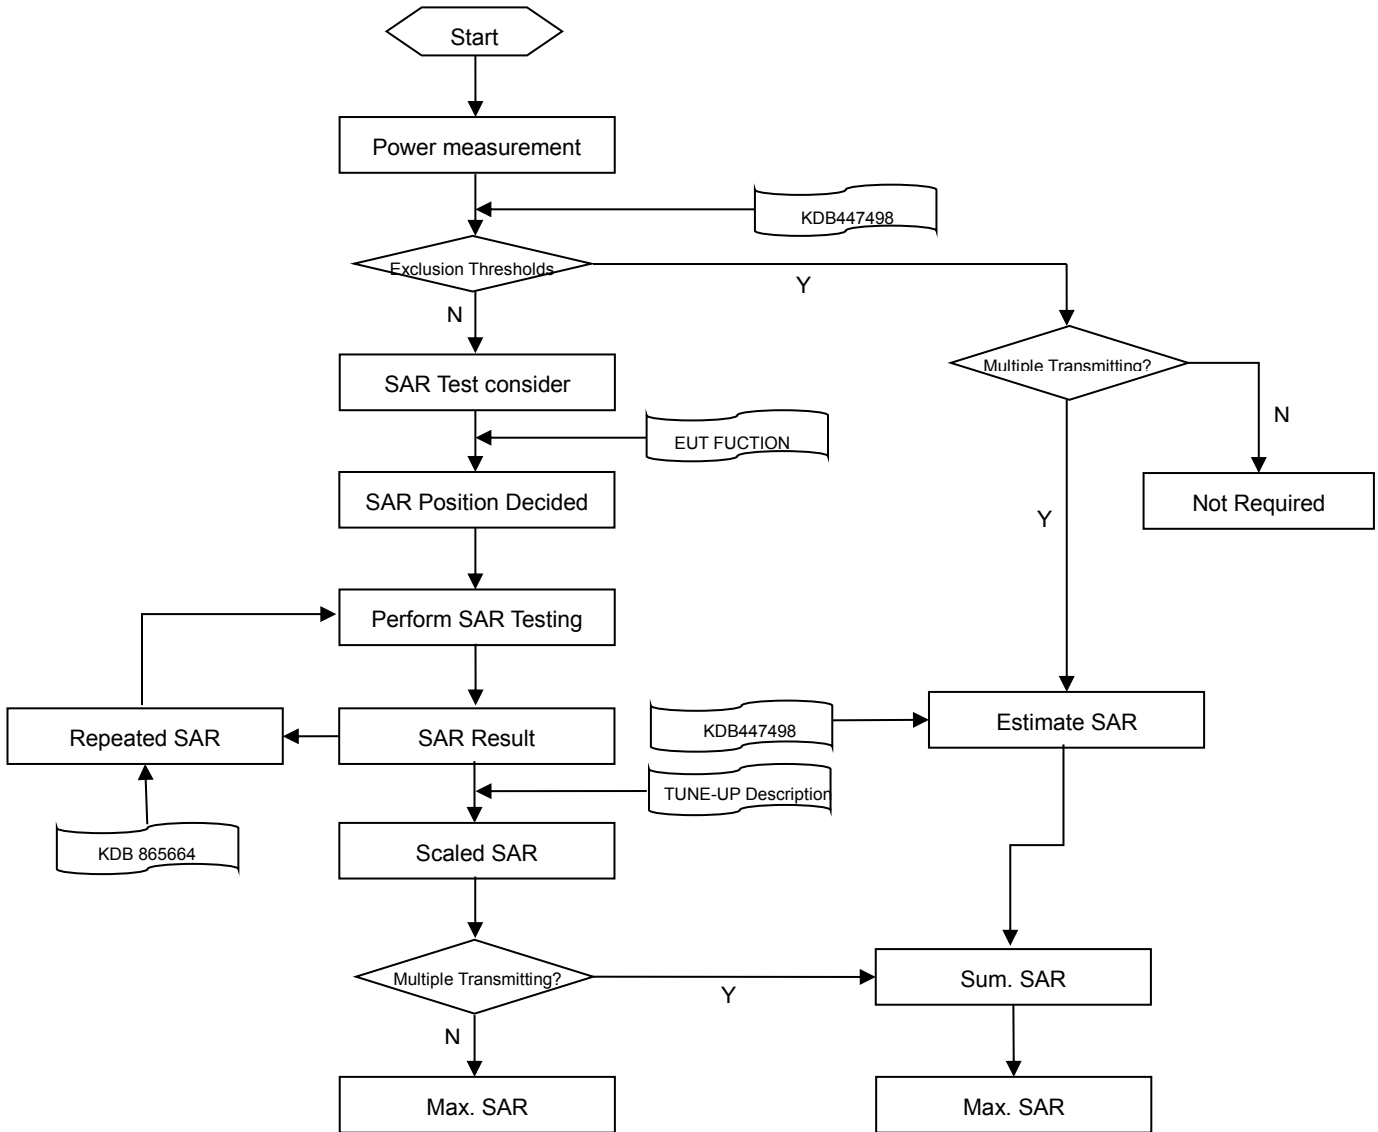 Start
Power measurement
KDB447498
Exclusion Thresholds
Y
N
Multiple Transmitting?
SAR Test consider
N
EUT FUCTION
SAR Position Decided
Not Required
Y
Perform SAR Testing
Repeated SAR
SAR Result
KDB447498
Estimate SAR
TUNE-UP Description
KDB 865664
Scaled SAR
Multiple Transmitting?
Y
Sum. SAR
N
Max. SAR
Max. SAR